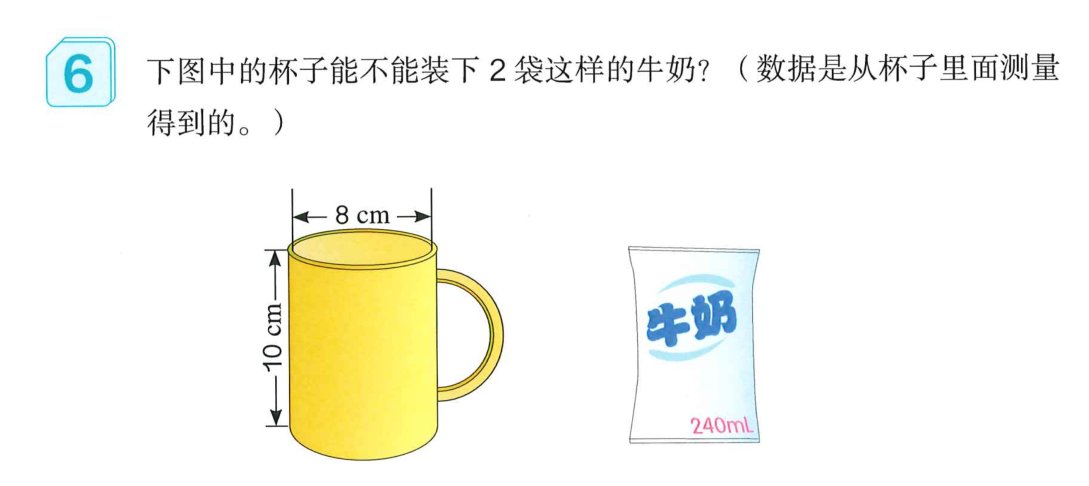 6
下图中的杯子能不能装下 2 袋这样的牛奶？（数据是从杯子里面测量
得到的。）
8 cm
10 cm
牛奶
240mL